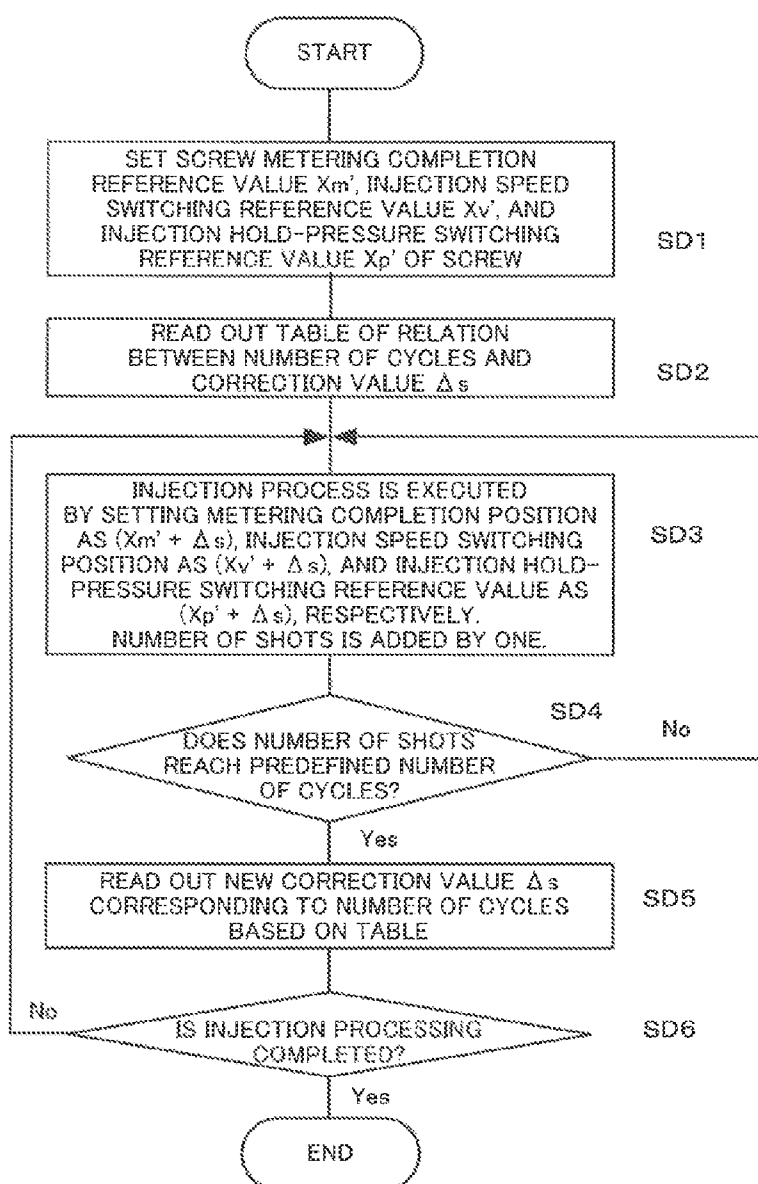 START
SET SCREW METERING COMPLETION
REFERENCE VALUE Xm', INJECTION SPEED
SWITCHING REFERENCE VALUE Xv', AND
INJECTION HOLD-PRESSURE SWITCHING
REFERENCE VALUE Xp' OF SCREW
SD1
READ OUT TABLE OF RELATION
BETWEEN NUMBER OF CYCLES AND
CORRECTION VALUE Δs
SD2
INJECTION PROCESS IS EXECUTED
BY SETTING METERING COMPLETION POSITION
AS (Xm' + Δs), INJECTION SPEED SWITCHING
POSITION AS (Xv' + Δs), AND INJECTION HOLD-
PRESSURE SWITCHING REFERENCE VALUE AS
(Xp' + Δs), RESPECTIVELY.
NUMBER OF SHOTS IS ADDED BY ONE.
SD3
DOES NUMBER OF SHOTS
REACH PREDEFINED NUMBER
OF CYCLES?
SD4
No
Yes
READ OUT NEW CORRECTION VALUE Δs
CORRESPONDING TO NUMBER OF CYCLES
BASED ON TABLE
SD5
No
IS INJECTION PROCESSING
COMPLETED?
SD6
Yes
END